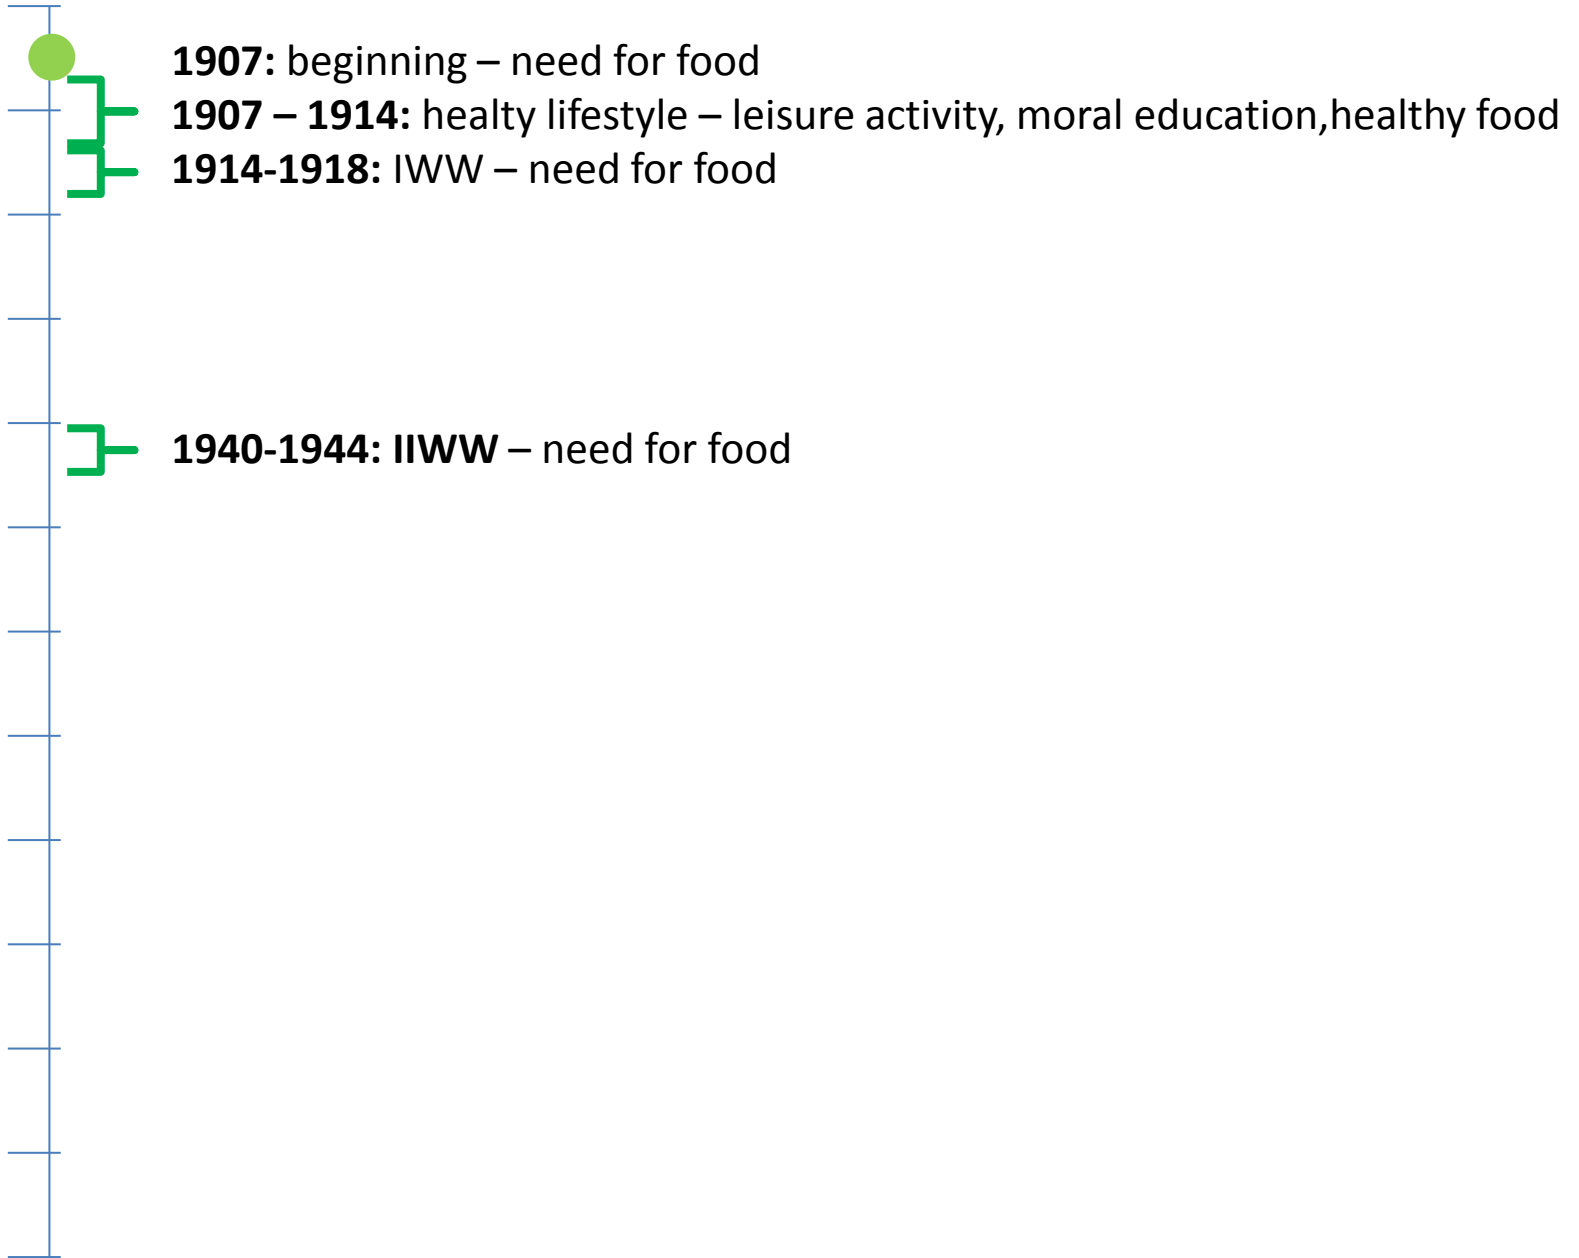 1907: beginning – need for food
1907 – 1914: healty lifestyle – leisure activity, moral education,healthy food
1914-1918: IWW – need for food
1940-1944: IIWW – need for food